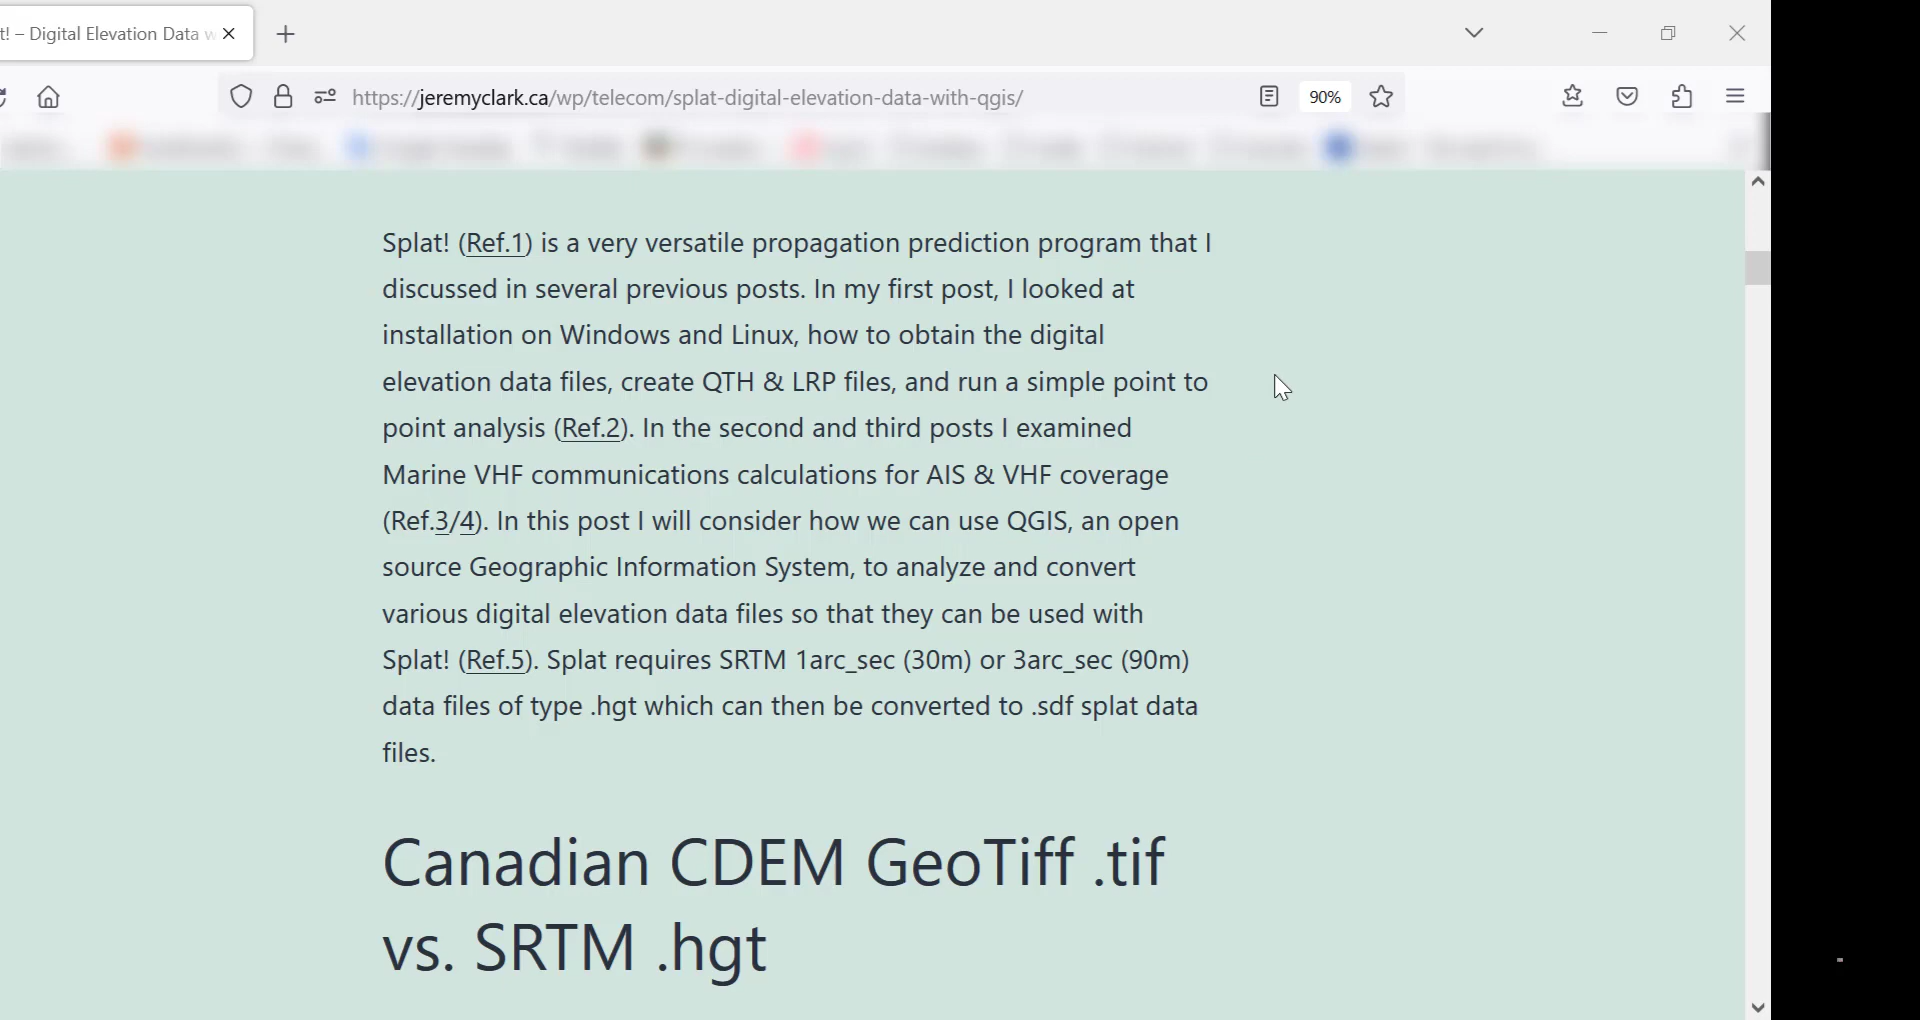 t! – Digital Elevation Data w
https://jeremyclark.ca/wp/telecom/splat-digital-elevation-data-with-qgis/
90%
Splat! (Ref.1) is a very versatile propagation prediction program that I
discussed in several previous posts. In my first post, I looked at
installation on Windows and Linux, how to obtain the digital
elevation data files, create QTH & LRP files, and run a simple point to
point analysis (Ref.2). In the second and third posts I examined
Marine VHF communications calculations for AIS & VHF coverage
(Ref.3/4). In this post I will consider how we can use QGIS, an open
source Geographic Information System, to analyze and convert
various digital elevation data files so that they can be used with
Splat! (Ref.5). Splat requires SRTM 1arc_sec (30m) or 3arc_sec (90m)
data files of type .hgt which can then be converted to .sdf splat data
files.
Canadian CDEM GeoTiff .tif
vs. SRTM .hgt